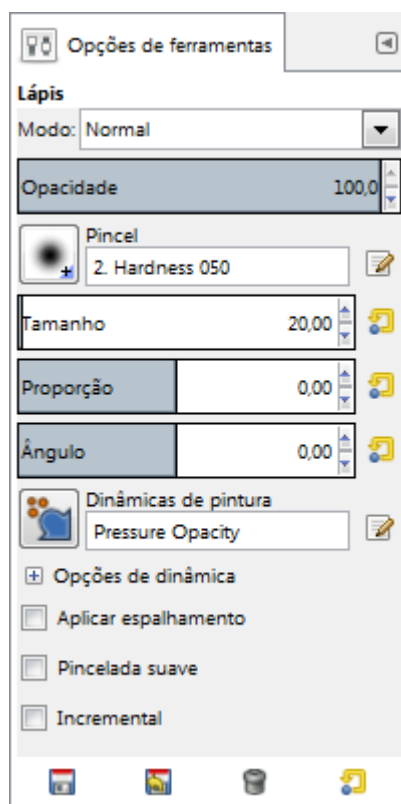 Opções de ferramentas
Lápis
Modo: Normal
Opacidade 100,0
Pincel
2. Hardness 050
Tamanho 20,00
Proporção 0,00
Ângulo 0,00
Dinâmicas de pintura
Pressure Opacity
Opções de dinâmica
Aplicar espalhamento
Pincelada suave
Incremental